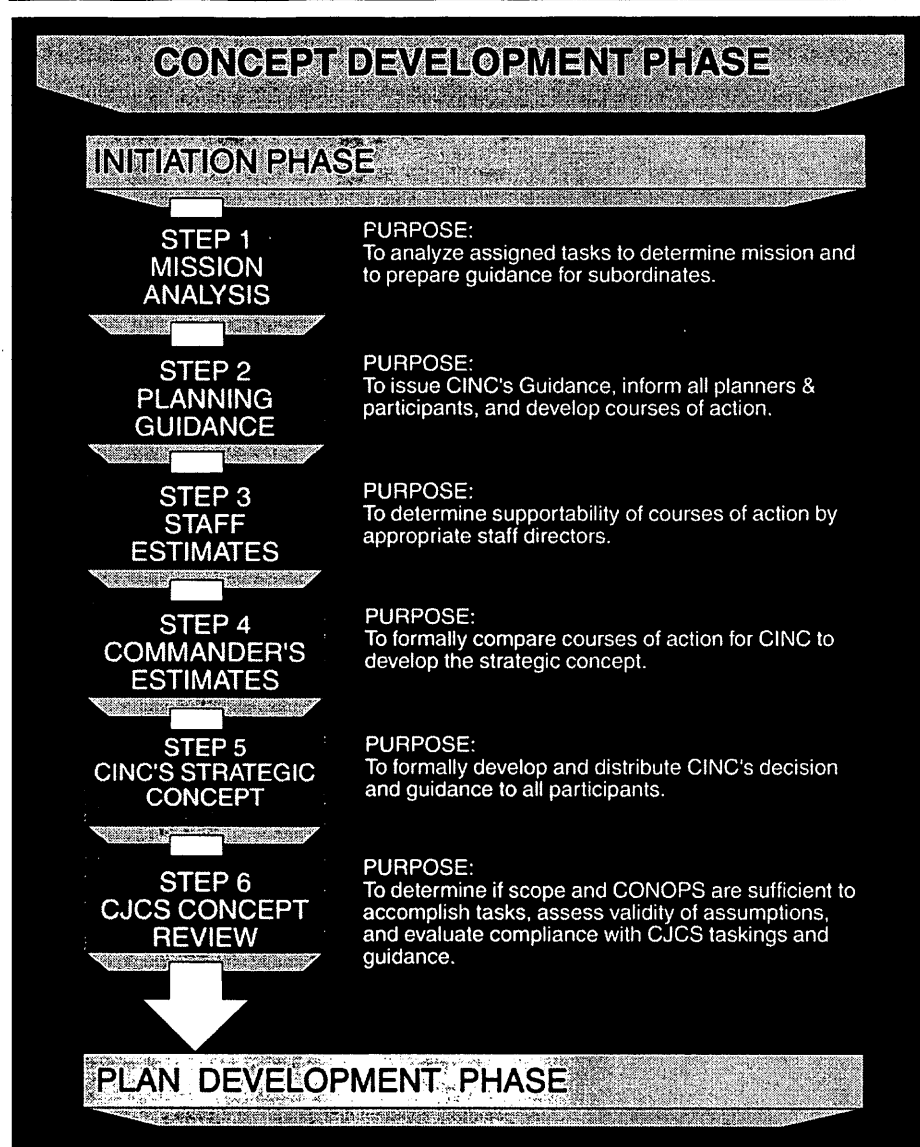 CONCEPT DEVELOPMENT PHASE
INITIATION PHASE
STEP 1
MISSION
ANALYSIS
PURPOSE:
To analyze assigned tasks to determine mission and
to prepare guidance for subordinates.
STEP 2
PLANNING
GUIDANCE
PURPOSE:
To issue CINC's Guidance, inform all planners &
participants, and develop courses of action.
STEP 3
STAFF
ESTIMATES
PURPOSE:
To determine supportability of courses of action by
appropriate staff directors.
STEP 4
COMMANDER'S
ESTIMATES
PURPOSE:
To formally compare courses of action for CINC to
develop the strategic concept.
STEP 5
CINC'S STRATEGIC
CONCEPT
PURPOSE:
To formally develop and distribute CINC's decision
and guidance to all participants.
STEP 6
CJCS CONCEPT
REVIEW
PURPOSE:
To determine if scope and CONOPS are sufficient to
accomplish tasks, assess validity of assumptions,
and evaluate compliance with CJCS taskings and
guidance.
PLAN DEVELOPMENT PHASE